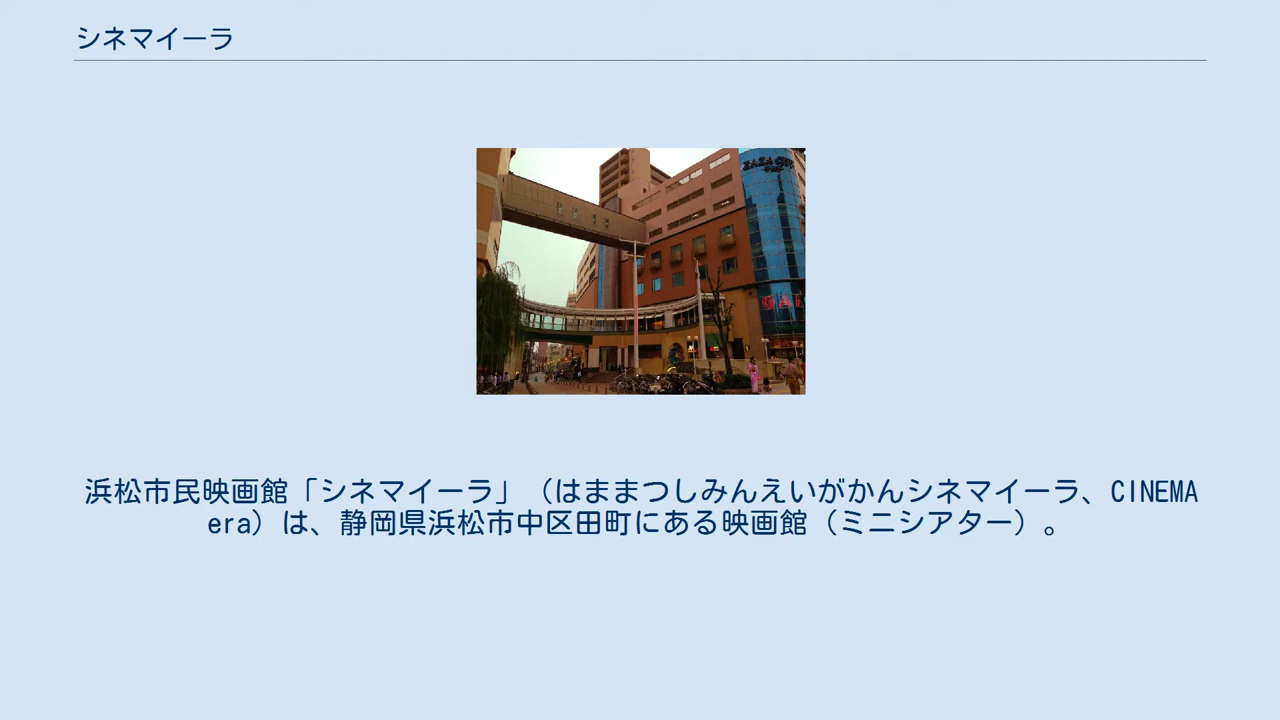 シネマイーラ
ZAZA CITY
浜松市民映画館「シネマイーラ」（はままつしみんえいがかんシネマイーラ、CINEMA
era）は、静岡県浜松市中区田町にある映画館（ミニシアター）。